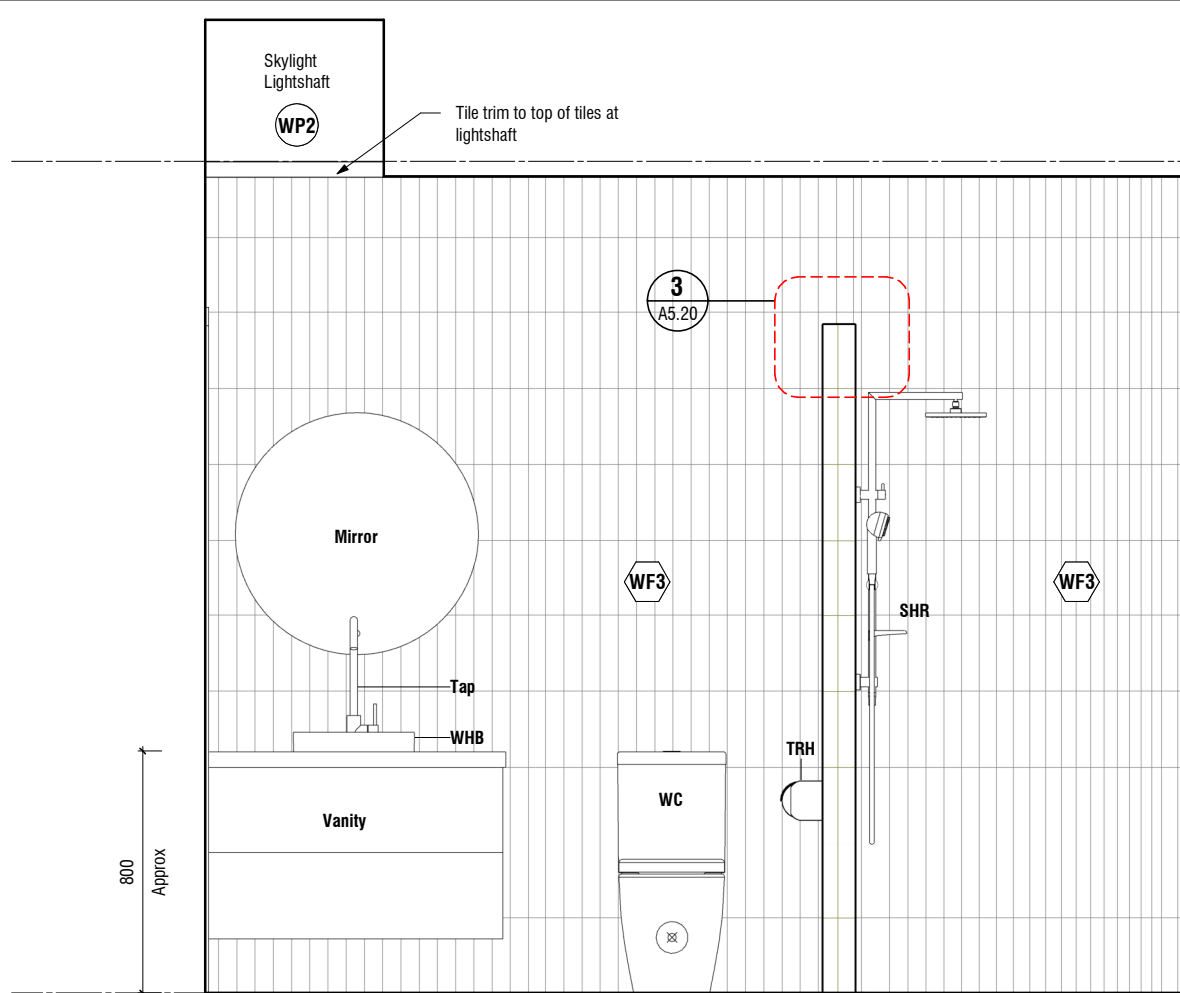 Skylight
Lightshaft
WP2
Tile trim to top of tiles at
lightshaft
3
A5.20
Mirror
WF3
WF3
SHR
Tap
WHB
TRH
WC
Vanity
800
Approx